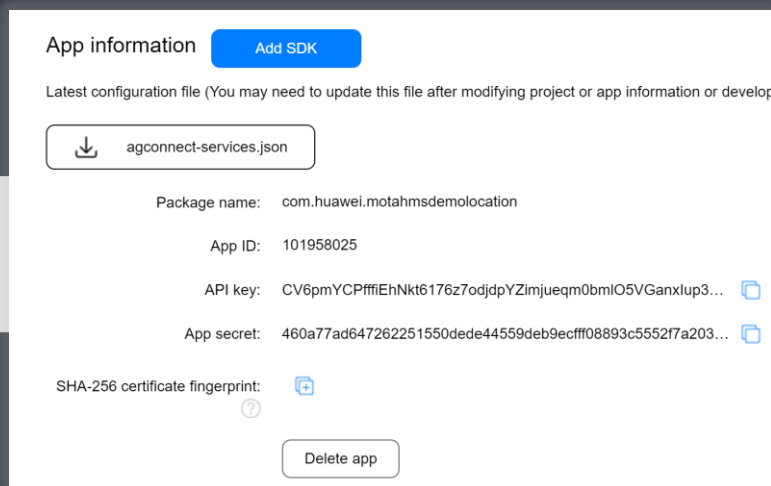 App information
Add SDK
Latest configuration file (You may need to update this file after modifying project or app information or develop
agconnect-services.json
Package name: com.huawei.motahmsdemolocation
App ID: 101958025
API key: CV6pmYCPfffiEhNkt6176z7odjdpYZimjueqm0bmlO5VGanxIup3...
App secret: 460a77ad647262251550dede44559deb9ecfff08893c5552f7a203...
SHA-256 certificate fingerprint:
Delete app